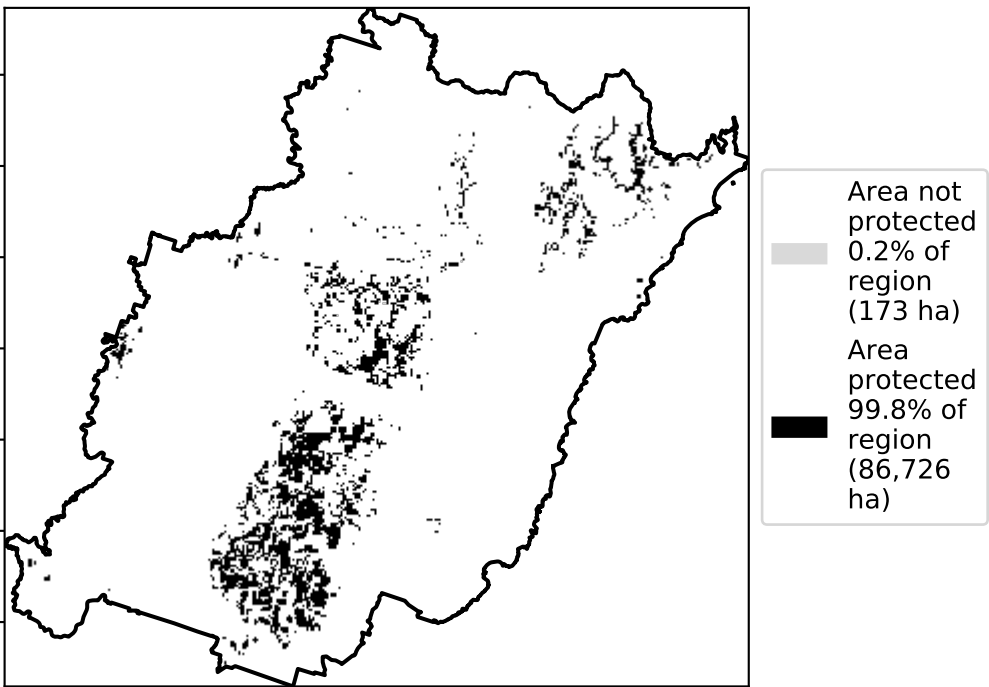 Area not
protected
0.2% of
region
(173 ha)
Area
protected
99.8% of
region
(86,726
ha)